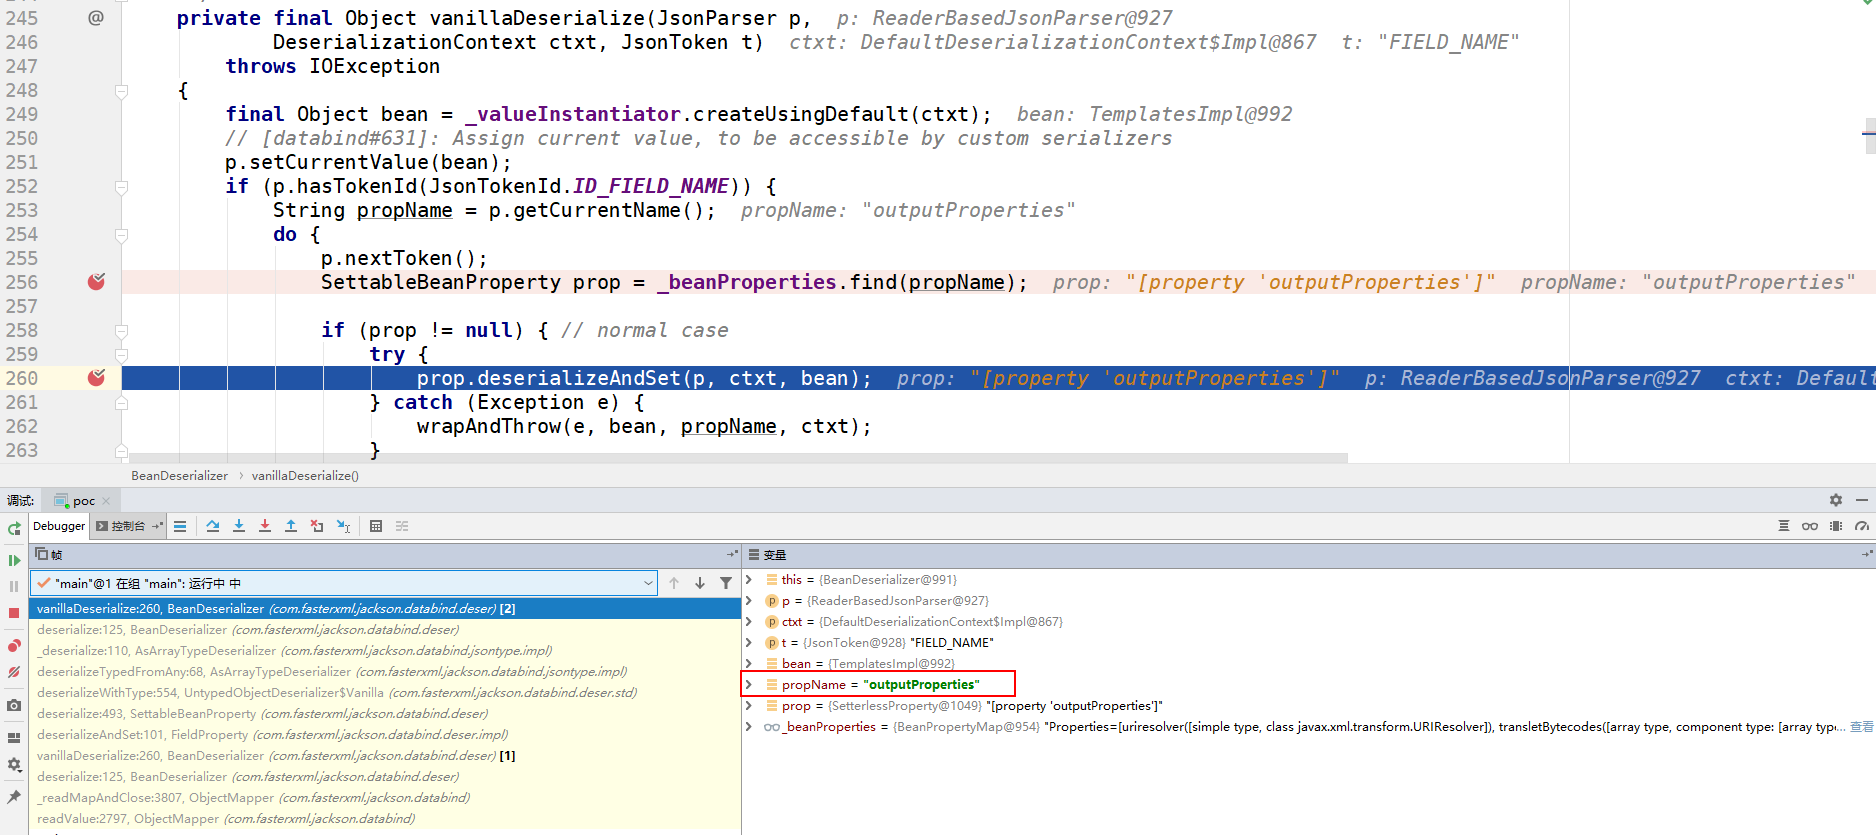 245 @ private final Object vanillaDeserialize(JsonParser p, p: ReaderBasedJsonParser@927
246 DeserializationContext ctxt, JsonToken t) ctxt: DefaultDeserializationContext$Impl@867 t: "FIELD_NAME"
247 throws IOException
248 {
249 final Object bean = _valueInstantiator.createUsingDefault(ctxt); bean: TemplatesImpl@992
250 // [databind#631]: Assign current value, to be accessible by custom serializers
251 p.setCurrentValue(bean);
252 if (p.hasTokenId(JsonTokenId.ID_FIELD_NAME)) {
253 String propName = p.getCurrentName(); propName: "outputProperties"
254 do {
255 p.nextToken();
256 SettableBeanProperty prop = _beanProperties.find(propName); prop: "[property 'outputProperties']" propName: "outputProperties"
257
258 if (prop != null) { // normal case
259 try {
260 prop.deserializeAndSet(p, ctxt, bean); prop: "[property 'outputProperties']" p: ReaderBasedJsonParser@927 ctxt: Default
261 } catch (Exception e) {
262 wrapAndThrow(e, bean, propName, ctxt);
263 }
BeanDeserializer › vanillaDeserialize()
调试: poc
Debugger 控制台
帧
"main"@1 在组 "main": 运行中 中
vanillaDeserialize:260, BeanDeserializer (com.fasterxml.jackson.databind.deser) [2]
deserialize:125, BeanDeserializer (com.fasterxml.jackson.databind.deser)
_deserialize:110, AsArrayTypeDeserializer (com.fasterxml.jackson.databind.jsontype.impl)
deserializeTypedFromAny:68, AsArrayTypeDeserializer (com.fasterxml.jackson.databind.jsontype.impl)
deserializeWithType:554, UntypedObjectDeserializer$Vanilla (com.fasterxml.jackson.databind.deser.std)
deserialize:493, SettableBeanProperty (com.fasterxml.jackson.databind.deser)
deserializeAndSet:101, FieldProperty (com.fasterxml.jackson.databind.deser.impl)
vanillaDeserialize:260, BeanDeserializer (com.fasterxml.jackson.databind.deser) [1]
deserialize:125, BeanDeserializer (com.fasterxml.jackson.databind.deser)
_readMapAndClose:3807, ObjectMapper (com.fasterxml.jackson.databind)
readValue:2797, ObjectMapper (com.fasterxml.jackson.databind)
变量
this = {BeanDeserializer@991}
p = {ReaderBasedJsonParser@927}
ctxt = {DefaultDeserializationContext$Impl@867}
t = {JsonToken@928} "FIELD_NAME"
bean = {TemplatesImpl@992}
propName = "outputProperties"
prop = {SetterlessProperty@1049} "[property 'outputProperties']"
_beanProperties = {BeanPropertyMap@954} "Properties=[uriresolver([simple type, class javax.xml.transform.URIResolver]), transletBytecodes([array type, component type: [array typ... 查看